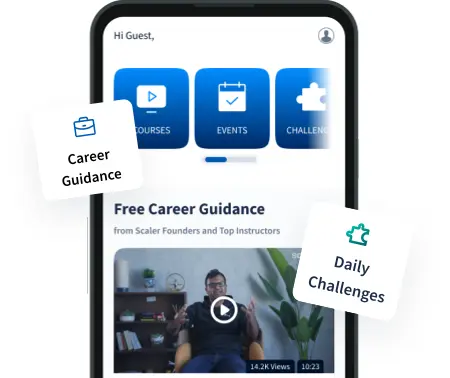 Hi Guest,
COURSES
EVENTS
CHALLENG
Career
Guidance
Free Career Guidance
from Scaler Founders and Top Instructors
Daily
Challenges
14.2K Views
10:23